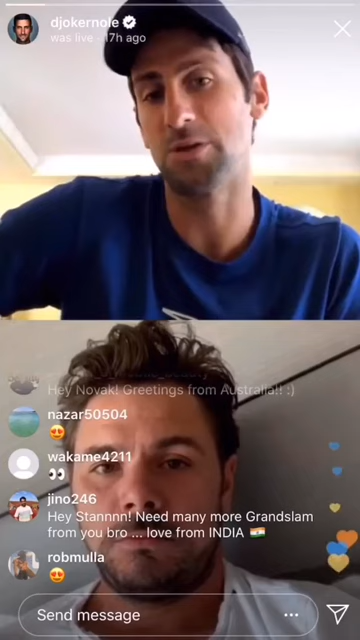 djokernole
was live · 17h ago
Hey Novak! Greetings from Australia!! :)
nazar50504
😍
wakame4211
👀
jino246
Hey Stannnn! Need many more Grandslam
from you bro ... love from INDIA 🇮🇳
robmulla
😍
Send message